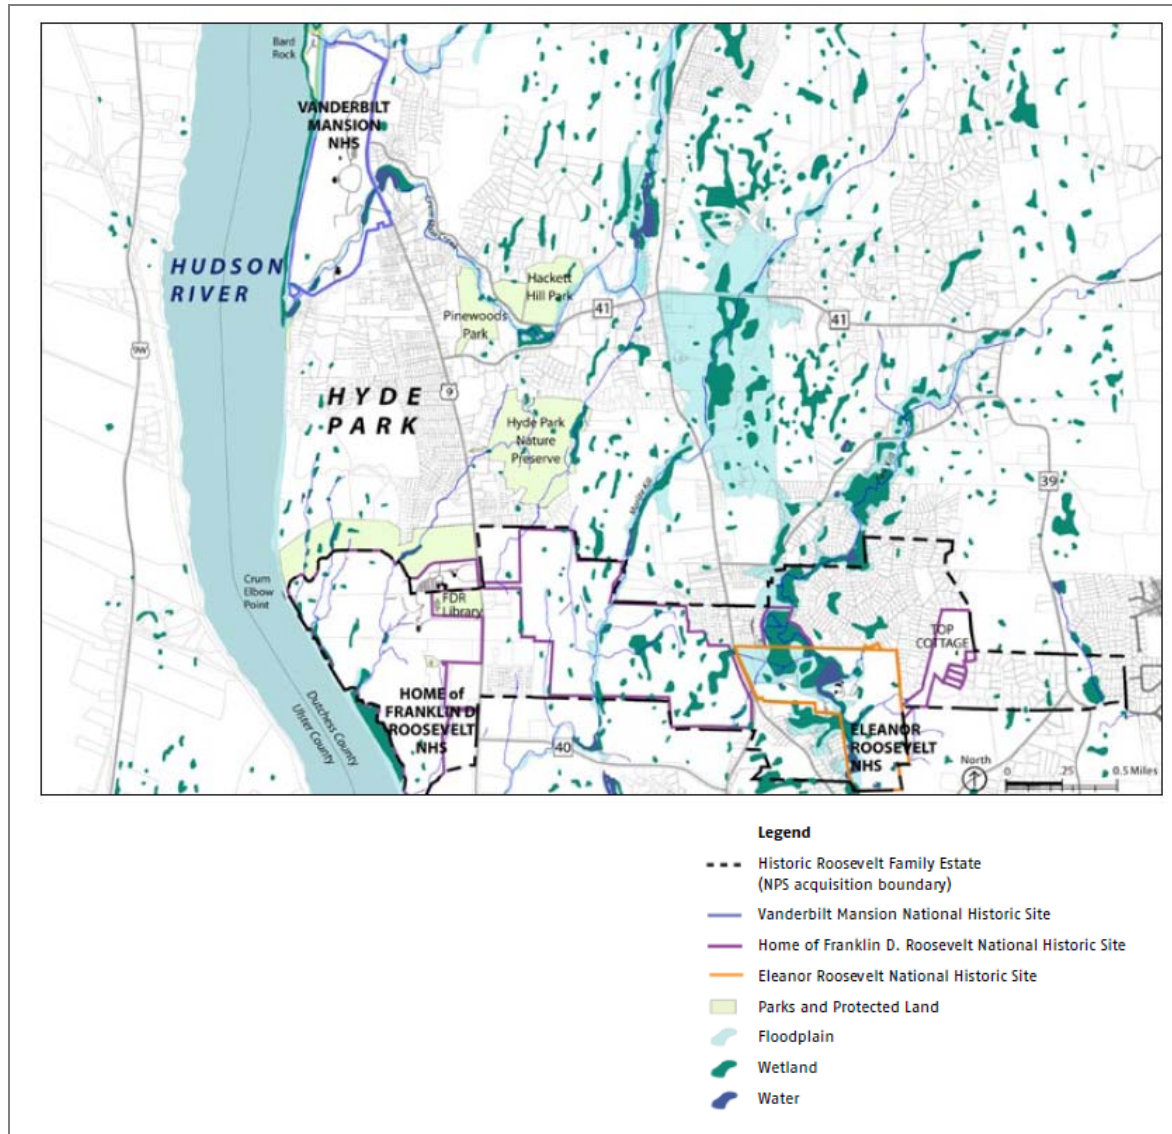 Bard
Rock
VANDERBILT
MANSION
NHS
HUDSON
RIVER
Hackett
Hill Park
Pinewoods
Park
41
41
9W
9
HYDE
PARK
Hyde Park
Nature
Preserve
39
Crum
Elbow
Point
FDR
Library
TOP
COTTAGE
Dutchess County
Ulster County
HOME of
FRANKLIN D
ROOSEVELT
NHS
40
ELEANOR
ROOSEVELT
NHS
North
0
25
0.5 Miles
Legend
Historic Roosevelt Family Estate
(NPS acquisition boundary)
Vanderbilt Mansion National Historic Site
Home of Franklin D. Roosevelt National Historic Site
Eleanor Roosevelt National Historic Site
Parks and Protected Land
Floodplain
Wetland
Water